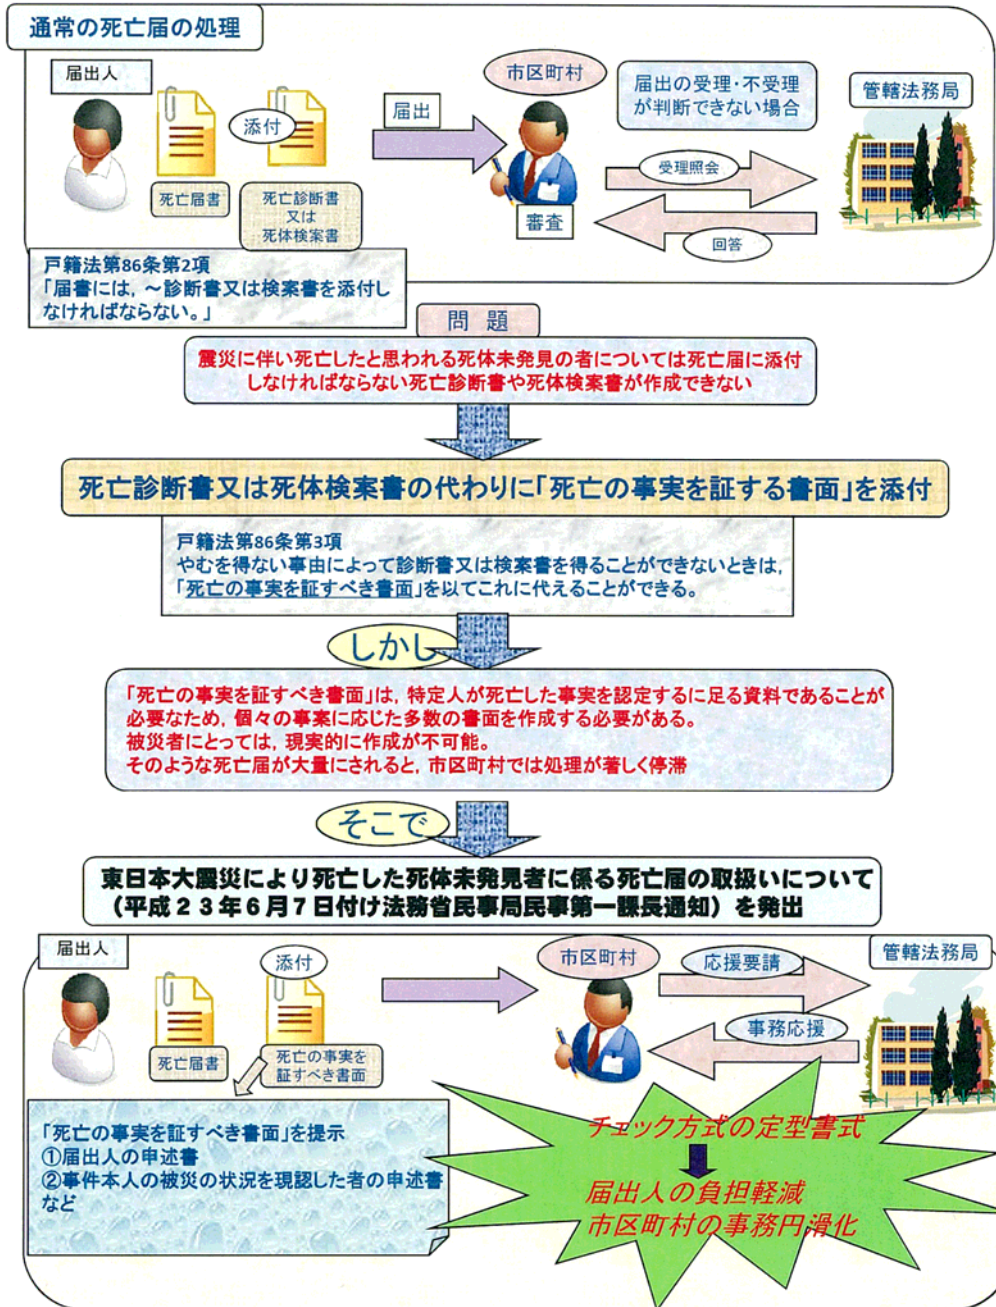 通常の死亡届の処理
届出人
添付
死亡届書
死亡診断書
又は
死体検案書
届出
市区町村
審査
届出の受理・不受理
が判断できない場合
受理照会
回答
管轄法務局
戸籍法第86条第2項
「届書には，～診断書又は検案書を添付し
なければならない。」
問 題
震災に伴い死亡したと思われる死体未発見の者については死亡届に添付
しなければならない死亡診断書や死体検案書が作成できない
死亡診断書又は死体検案書の代わりに「死亡の事実を証する書面」を添付
戸籍法第86条第3項
やむを得ない事由によって診断書又は検案書を得ることができないときは，
「死亡の事実を証すべき書面」を以てこれに代えることができる。
しかし
「死亡の事実を証すべき書面」は，特定人が死亡した事実を認定するに足る資料であることが
必要なため，個々の事案に応じた多数の書面を作成する必要がある。
被災者にとっては，現実的に作成が不可能。
そのような死亡届が大量にされると，市区町村では処理が著しく停滞
そこで
東日本大震災により死亡した死体未発見者に係る死亡届の取扱いについて
（平成２３年６月７日付け法務省民事局民事第一課長通知）を発出
届出人
添付
死亡届書
死亡の事実を
証すべき書面
市区町村
応援要請
事務応援
管轄法務局
「死亡の事実を証すべき書面」を提示
①届出人の申述書
②事件本人の被災の状況を現認した者の申述書
など
チェック方式の定型書式
届出人の負担軽減
市区町村の事務円滑化